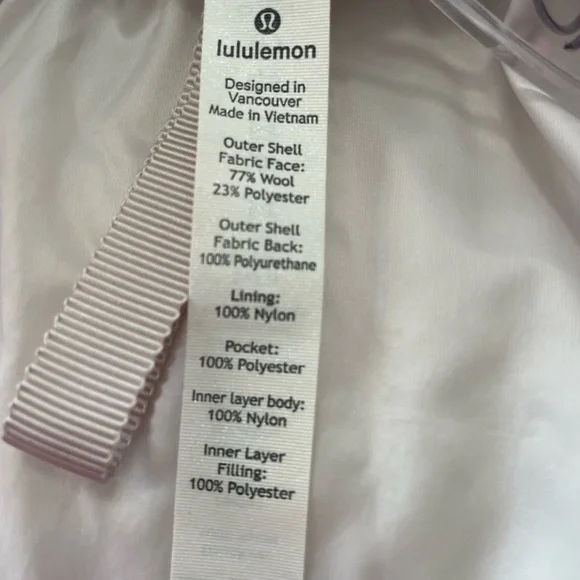 lululemon
Designed in
Vancouver
Made in Vietnam
Outer Shell
Fabric Face:
77% Wool
23% Polyester
Outer Shell
Fabric Back:
100% Polyurethane
Lining:
100% Nylon
Pocket:
100% Polyester
Inner layer body:
100% Nylon
Inner Layer
Filling:
100% Polyester